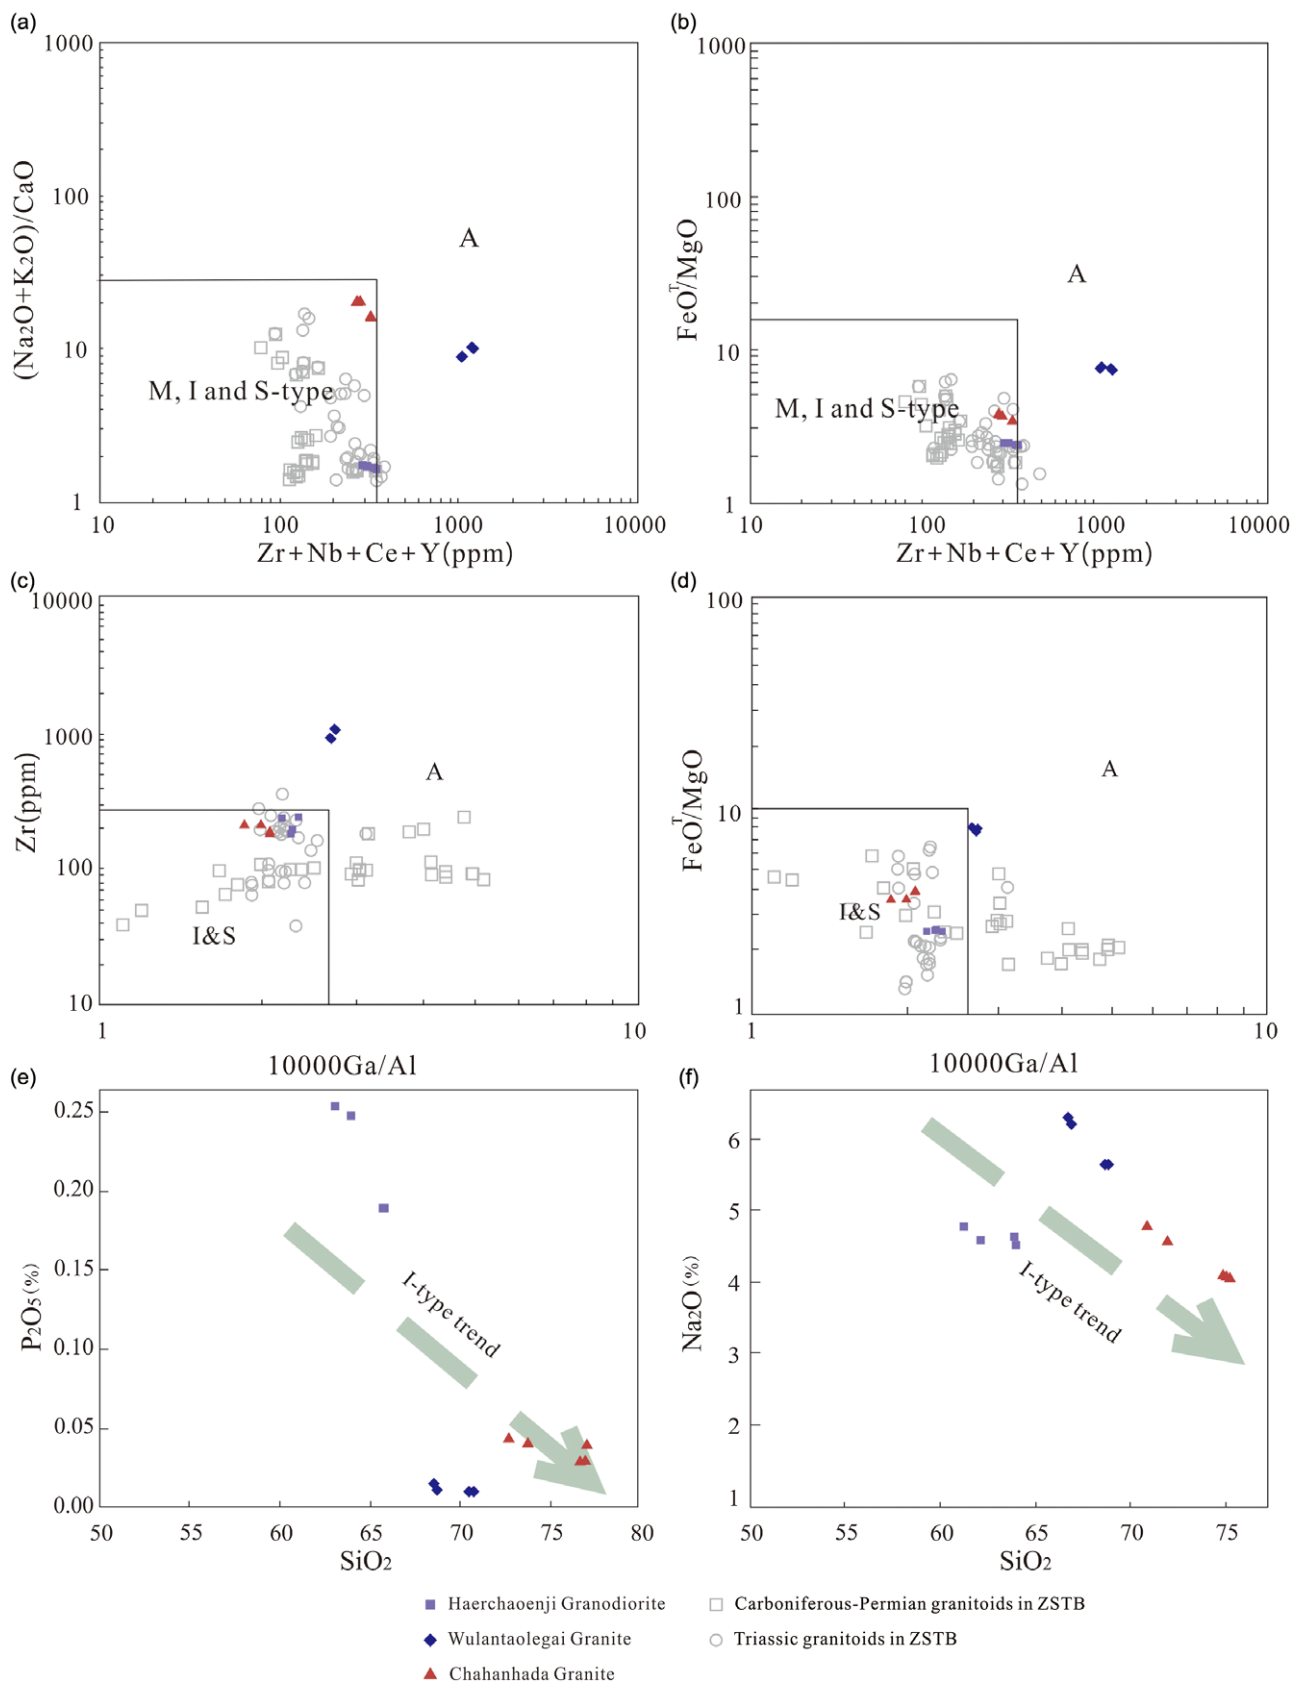 (a)
1000
100
10
1
(Na2O+K2O)/CaO
A
M, I and S-type
10
100
1000
10000
Zr+Nb+Ce+Y(ppm)
(b)
1000
100
10
1
FeOT/MgO
A
M, I and S-type
10
100
1000
10000
Zr+Nb+Ce+Y(ppm)
(c)
10000
1000
100
10
Zr(ppm)
A
I&S
1
10
10000Ga/Al
(d)
100
10
1
FeOT/MgO
A
I&S
1
10
10000Ga/Al
(e)
0.25
0.20
0.15
0.10
0.05
0.00
P2O5(%)
I-type trend
50
55
60
65
70
75
80
SiO2
(f)
6
5
4
3
2
1
Na2O(%)
I-type trend
50
55
60
65
70
75
SiO2
Haerchaoenji Granodiorite
Wulantaolegai Granite
Chahanhada Granite
Carboniferous-Permian granitoids in ZSTB
Triassic granitoids in ZSTB